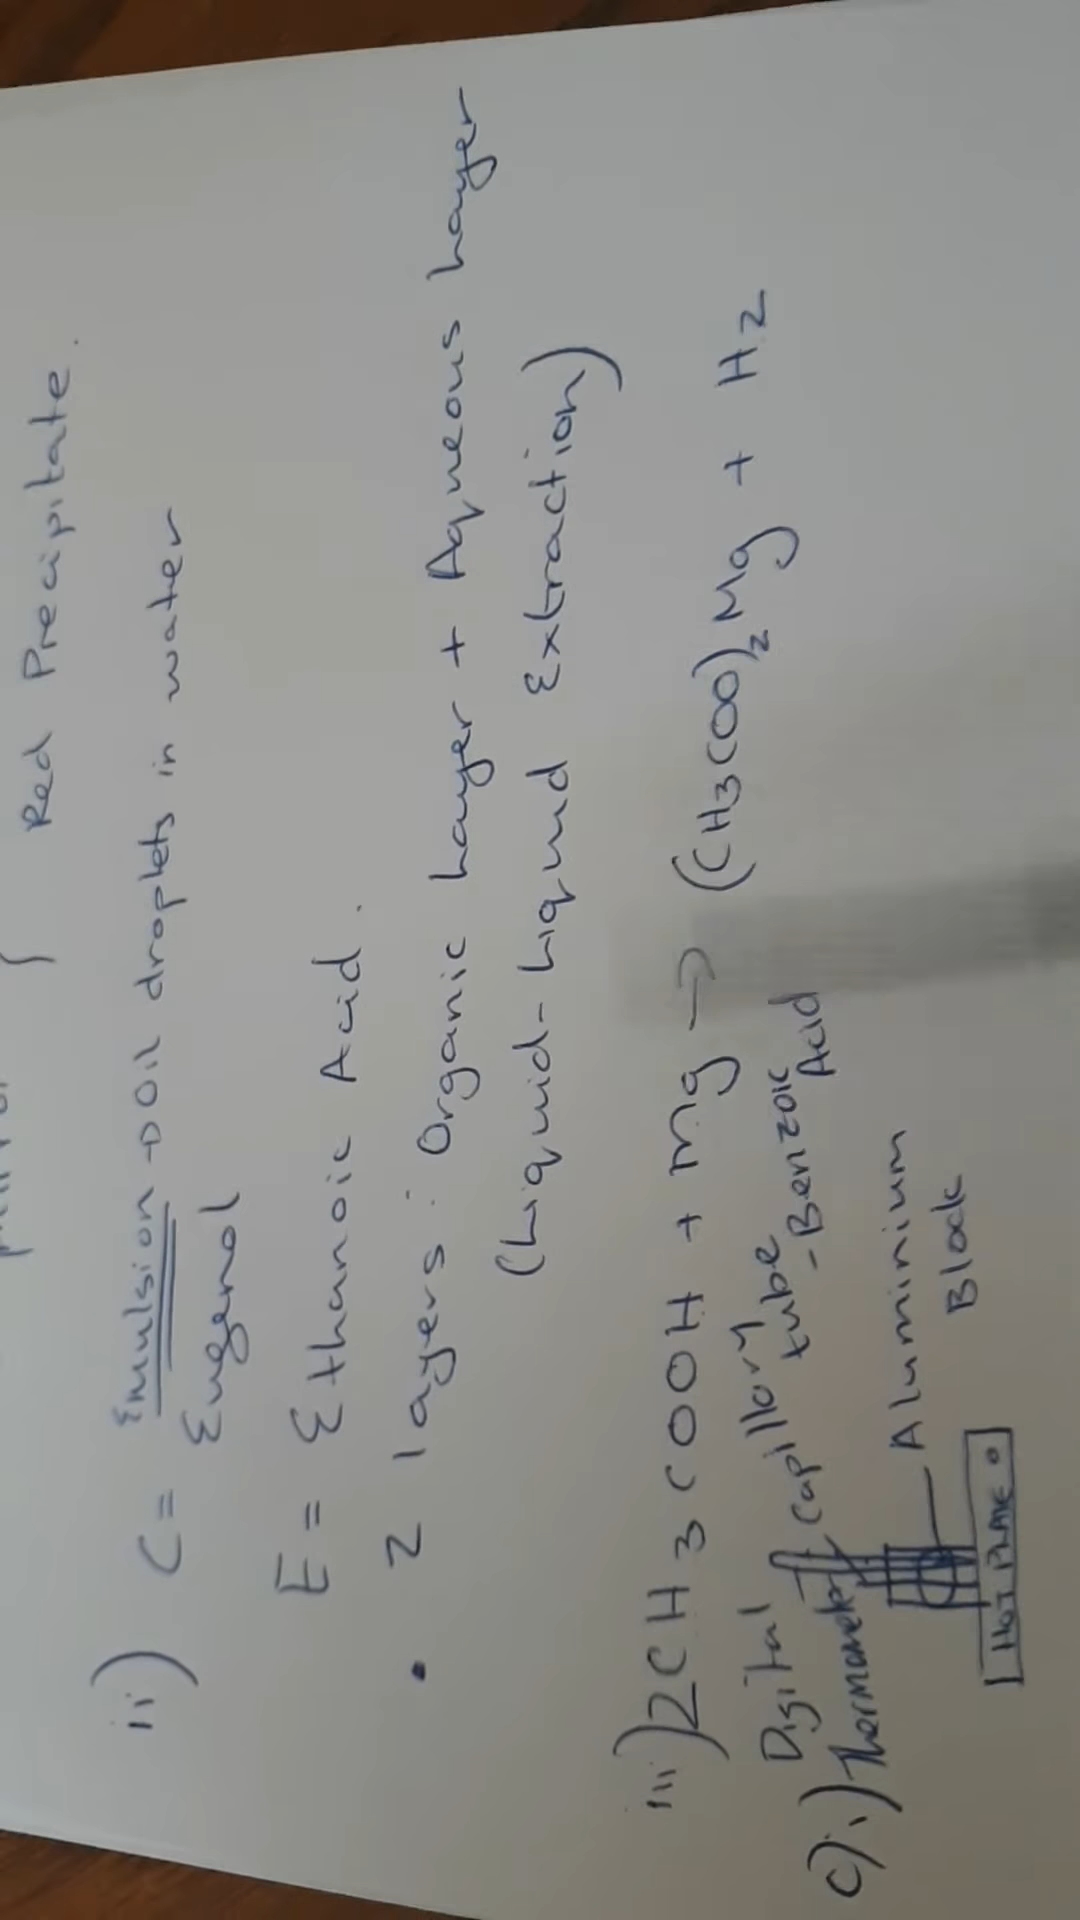 Red Precipitate.
ii) C = Emulsion → Oil droplets in water
Eugenol
E = Ethanoic Acid.
• 2 layers: Organic Layer + Aqueous Layer
(Liquid-Liquid Extraction)
iii) 2CH3COOH + Mg → (CH3COO)2Mg + H2
c) i) Digital Thermometer
Capillory tube
- Benzoic Acid
Aluminium Block
HOT PLATE